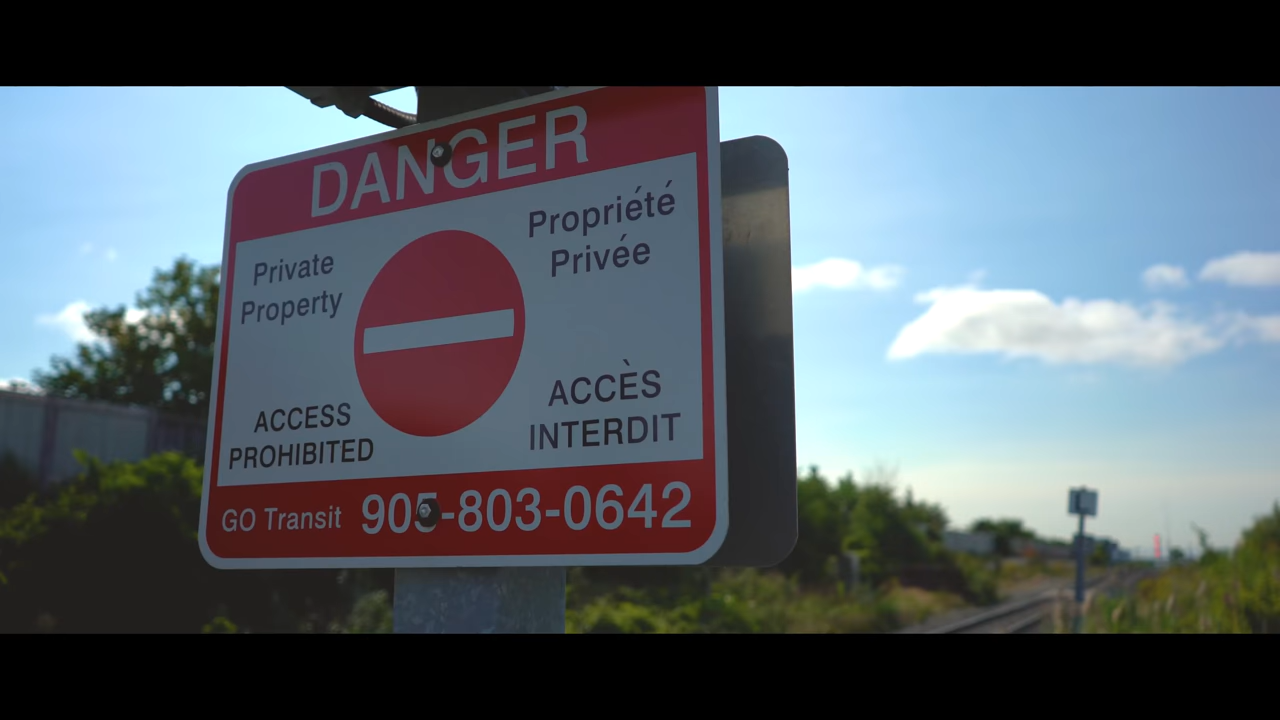 DANGER
Private
Property
Propriété
Privée
ACCESS
PROHIBITED
ACCÈS
INTERDIT
GO Transit 905-803-0642